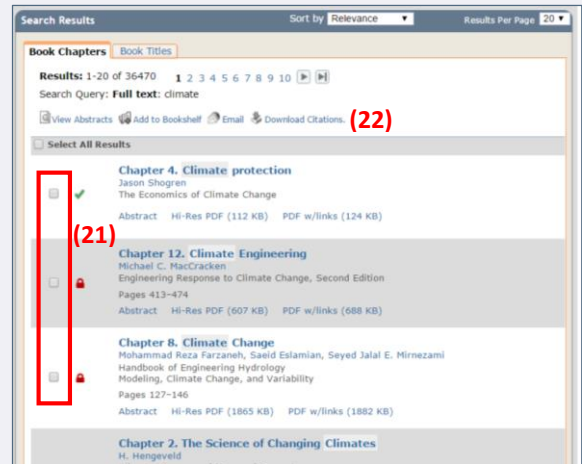 Search Results Sort by Relevance Results Per Page 20
Book Chapters Book Titles
Results: 1-20 of 36470 1 2 3 4 5 6 7 8 9 10
Search Query: Full text: climate
View Abstracts Add to Bookshelf Email Download Citations. (22)
Select All Results
Chapter 4. Climate protection
Jason Shogren
The Economics of Climate Change
Abstract Hi-Res PDF (112 KB) PDF w/links (124 KB)
(21)
Chapter 12. Climate Engineering
Michael C. MacCracken
Engineering Response to Climate Change, Second Edition
Pages 413-474
Abstract Hi-Res PDF (607 KB) PDF w/links (688 KB)
Chapter 8. Climate Change
Mohammad Reza Farzaneh, Saeid Eslamian, Seyed Jalal E. Mirnezami
Handbook of Engineering Hydrology
Modeling, Climate Change, and Variability
Pages 127-146
Abstract Hi-Res PDF (1865 KB) PDF w/links (1882 KB)
Chapter 2. The Science of Changing Climates
H. Hengeveld